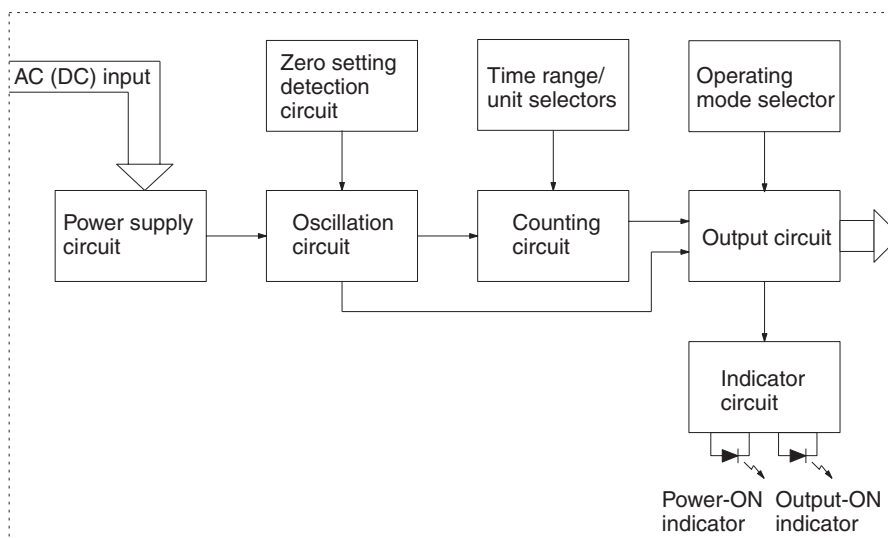 AC (DC) input
Zero setting
detection
circuit
Time range/
unit selectors
Operating
mode selector
Power supply
circuit
Oscillation
circuit
Counting
circuit
Output circuit
Indicator
circuit
Power-ON
indicator
Output-ON
indicator